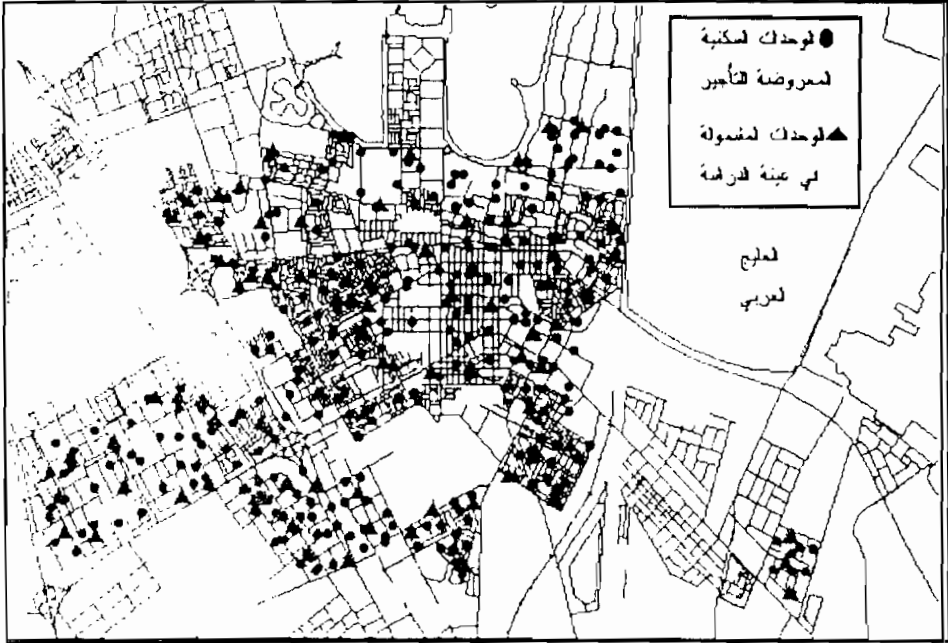 الوحدات السكنية
المعروضة للتأجير
الوحدات المشمولة
في عينة الدراسة
الخليج
العربي